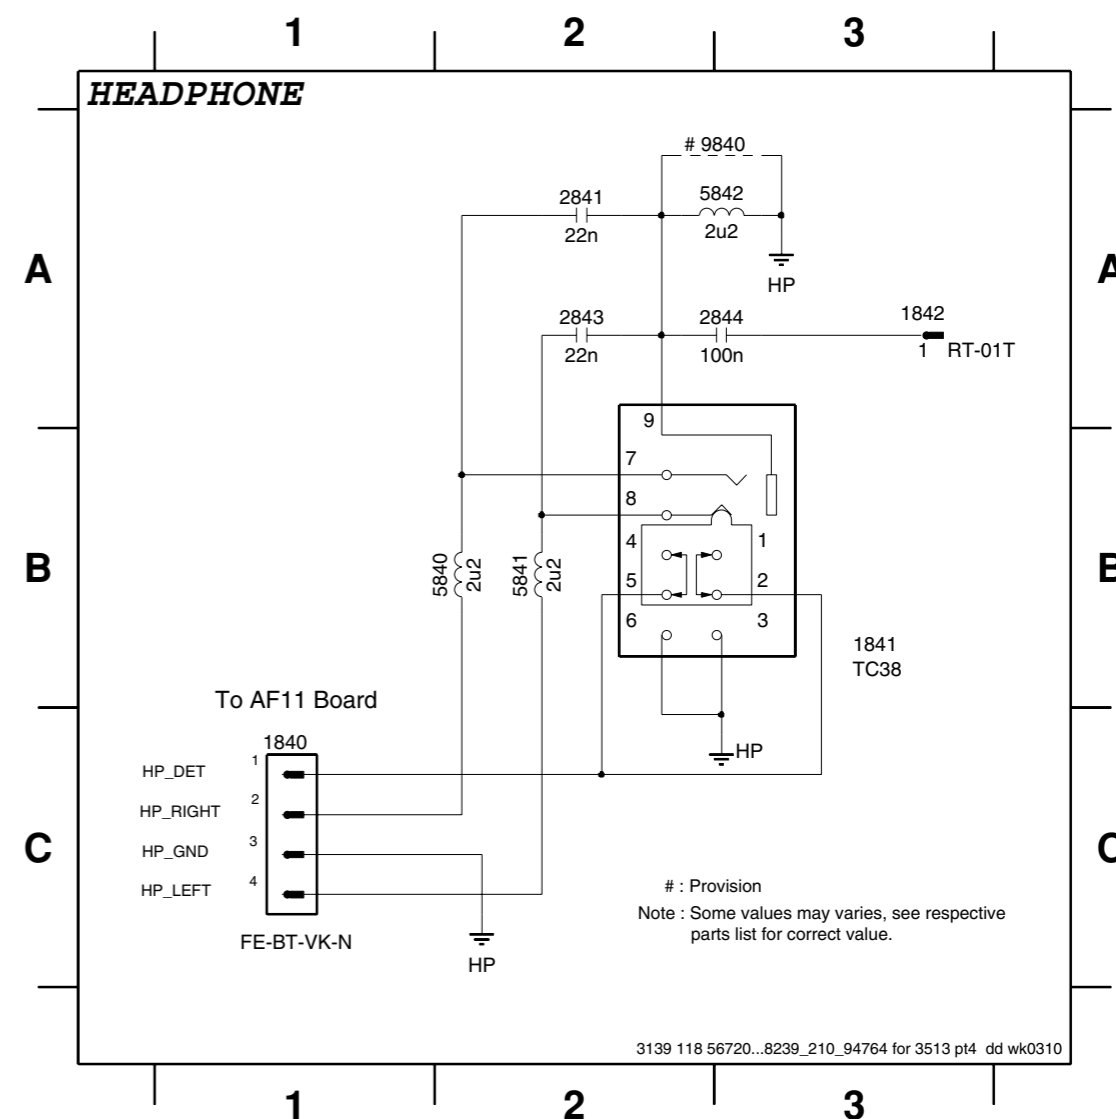 1 2 3
HEADPHONE
# 9840
2841 5842
22n 2u2
A A
HP
2843 2844 1842
22n 100n 1 RT-01T
9
7
8
4 1
B B
5840 2u2 5841 2u2
5 2
6 3
1841
TC38
To AF11 Board
1840
HP
HP_DET 1
HP_RIGHT 2
HP_GND 3
HP_LEFT 4
C C
# : Provision
Note : Some values may varies, see respective
parts list for correct value.
FE-BT-VK-N
HP
3139 118 56720...8239_210_94764 for 3513 pt4 dd wk0310
1 2 3